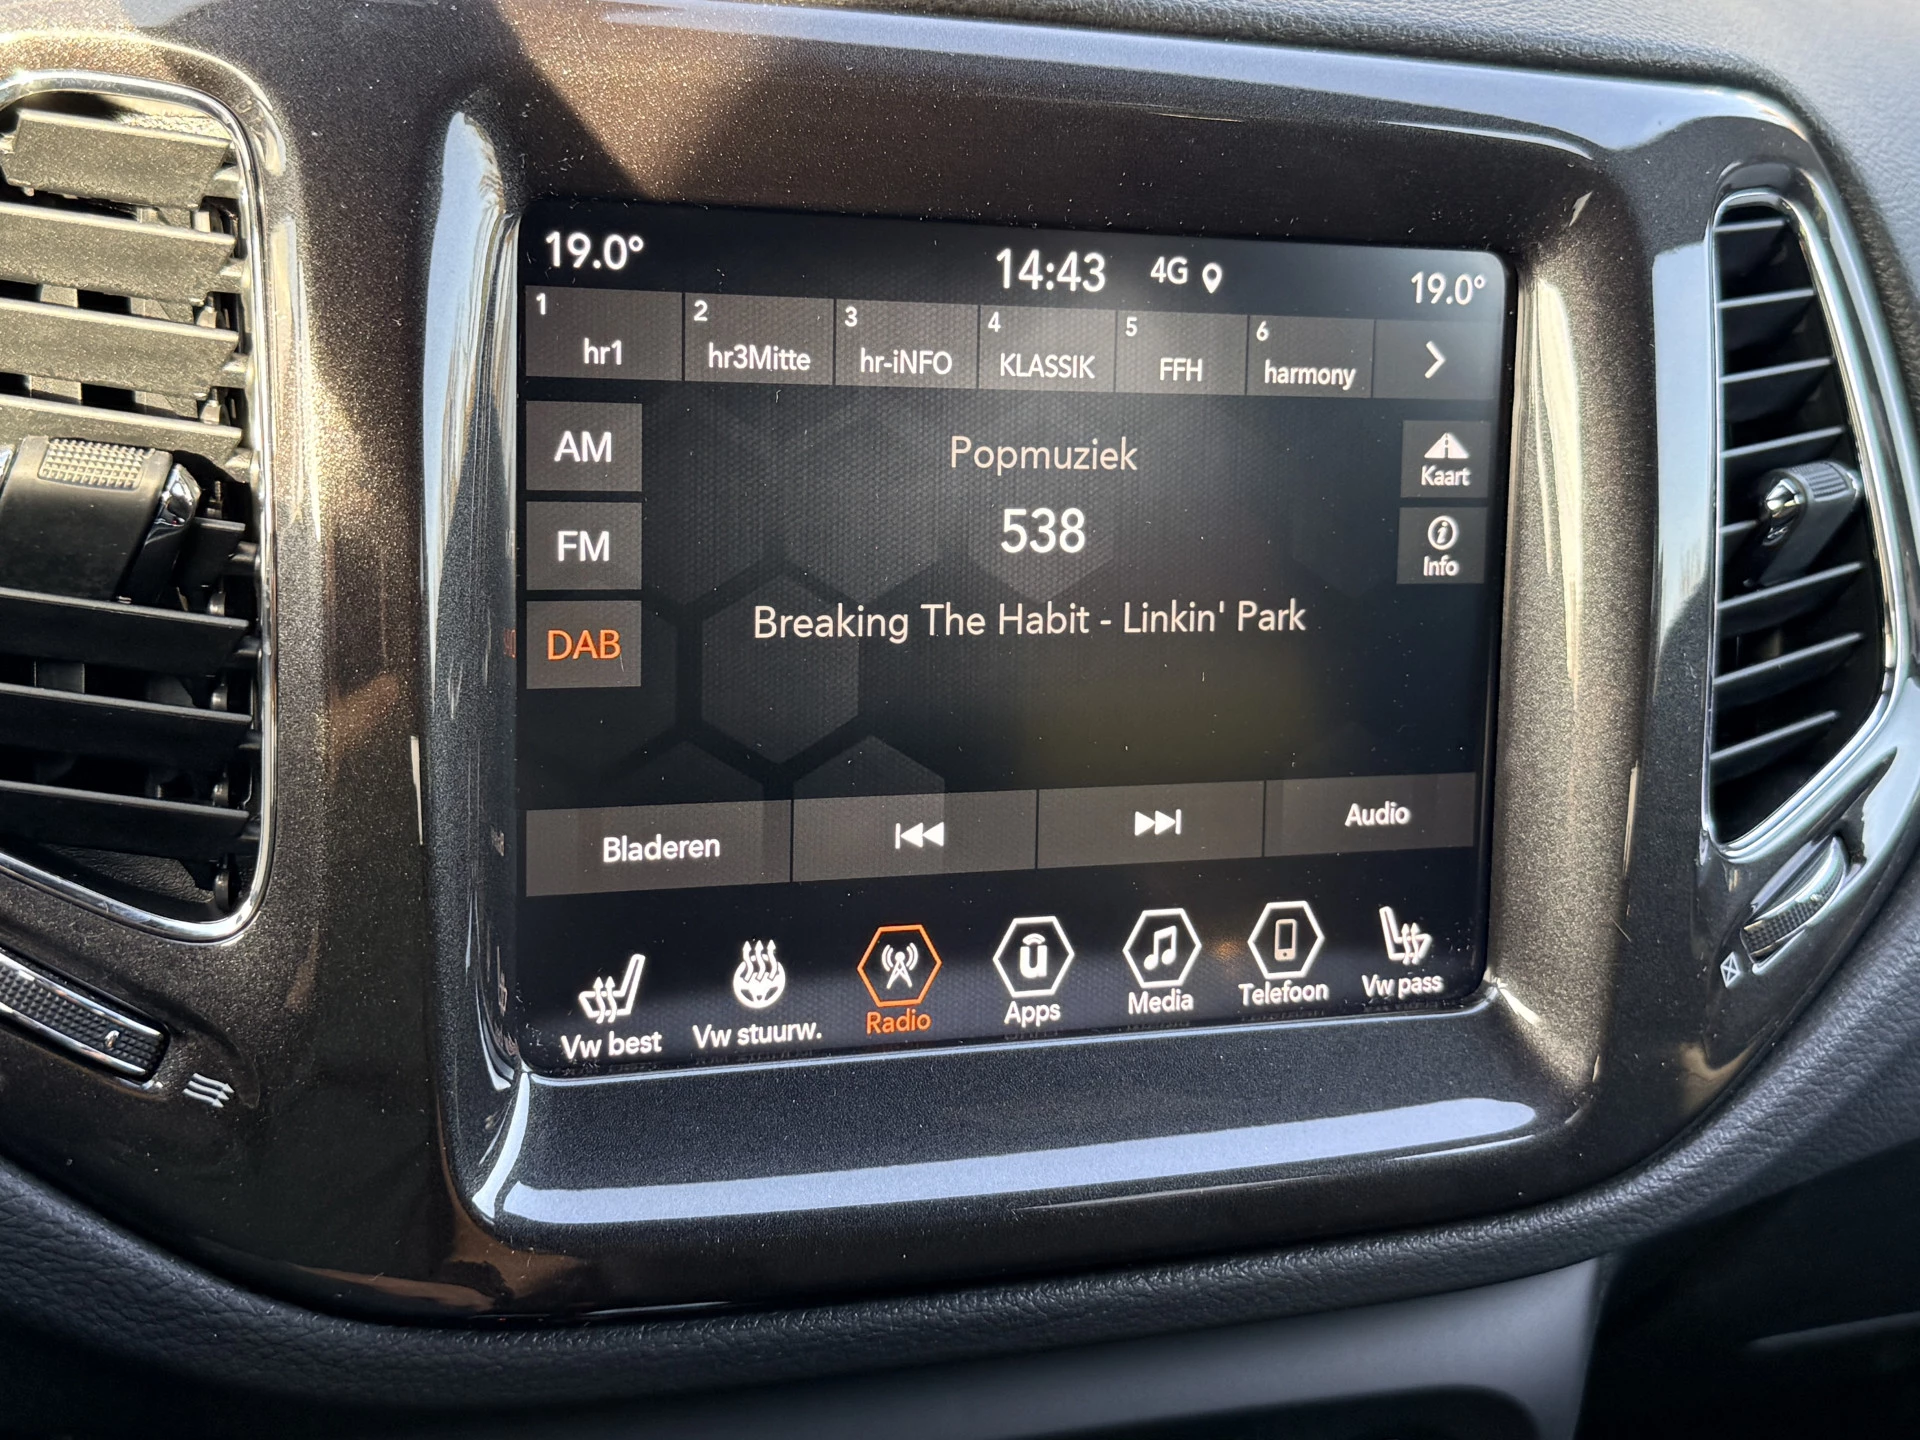 19.0° 14:43 4G 19.0°
1 hr1
2 hr3Mitte
3 hr-iNFO
4 KLASSIK
5 FFH
6 harmony
AM
FM
DAB
Popmuziek
538
Breaking The Habit - Linkin' Park
Kaart
Info
Bladeren
Audio
Vw best
Vw stuurw.
Radio
ū
Apps
Media
Telefoon
Vw pass